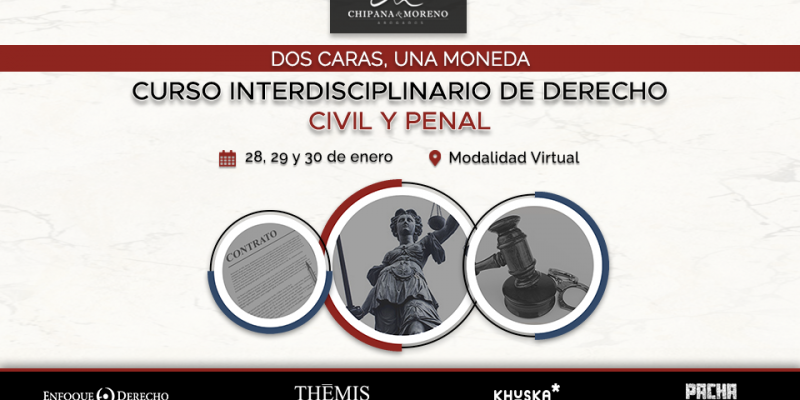 CHIPANA & MORENO
ABOGADOS
DOS CARAS, UNA MONEDA
CURSO INTERDISCIPLINARIO DE DERECHO
CIVIL Y PENAL
28, 29 y 30 de enero
Modalidad Virtual
CONTRATO
ENFOQUE DERECHO
THĒMIS
KHUSKA*
PACHA